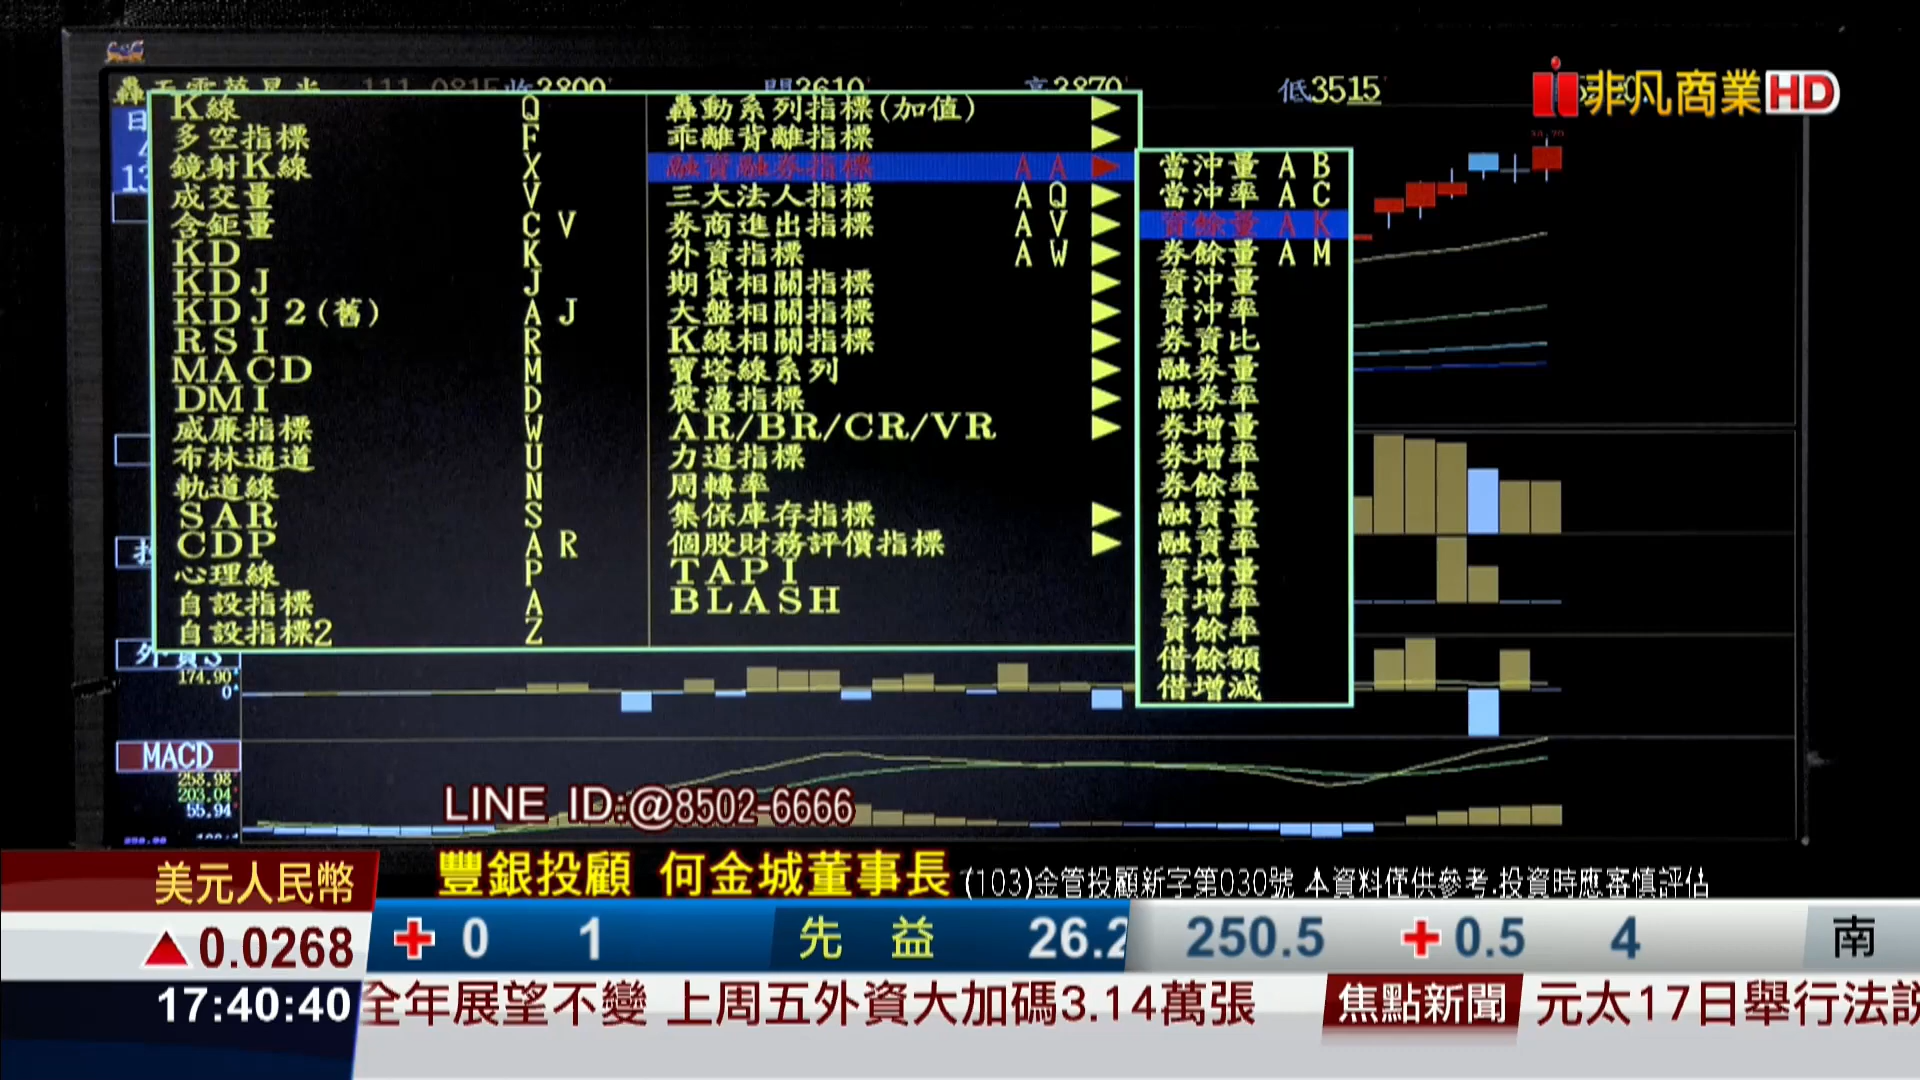 低3515
非凡商業HD
K線 Q
多空指標 F
鏡射K線 X
成交量 V
含鉅量 C V
KD K
KDJ J
KDJ2(舊) A J
RSI R
MACD M
DMI D
威廉指標 W
布林通道 U
軌道線 N
SAR S
CDP A R
心理線 P
自設指標 A
自設指標2 Z
轟動系列指標(加值)
乖離背離指標
融資融券指標 A A
三大法人指標 A Q
券商進出指標 A V
外資指標 A W
期貨相關指標
大盤相關指標
K線相關指標
寶塔線系列
震盪指標
AR/BR/CR/VR
力道指標
周轉率
集保庫存指標
個股財務評價指標
TAPI
BLASH
當沖量 A B
當沖率 A C
資餘量 A K
券餘量 A M
資沖量
資沖率
券資比
融券量
融券率
券增量
券增率
券餘率
融資量
融資率
資增量
資增率
資餘率
借餘額
借增減
174.90
0
MACD
258.98
203.04
55.94
LINE ID:@8502-6666
豐銀投顧 何金城董事長 (103)金管投顧新字第030號 本資料僅供參考.投資時應審慎評估
美元人民幣
▲0.0268
+ 0 1 先益 26.2 250.5 + 0.5 4 南
17:40:40
全年展望不變 上周五外資大加碼3.14萬張 焦點新聞 元太17日舉行法說